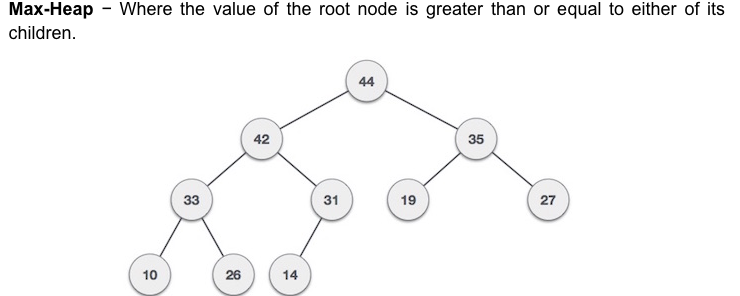 Max-Heap − Where the value of the root node is greater than or equal to either of its
children.
44
42 35
33 31 19 27
10 26 14